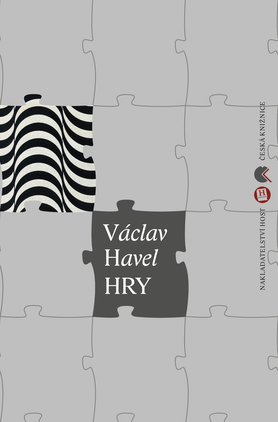 Václav
Havel
HRY
NAKLADATELSTVÍ HOST
H
ČESKÁ KNIŽNICE